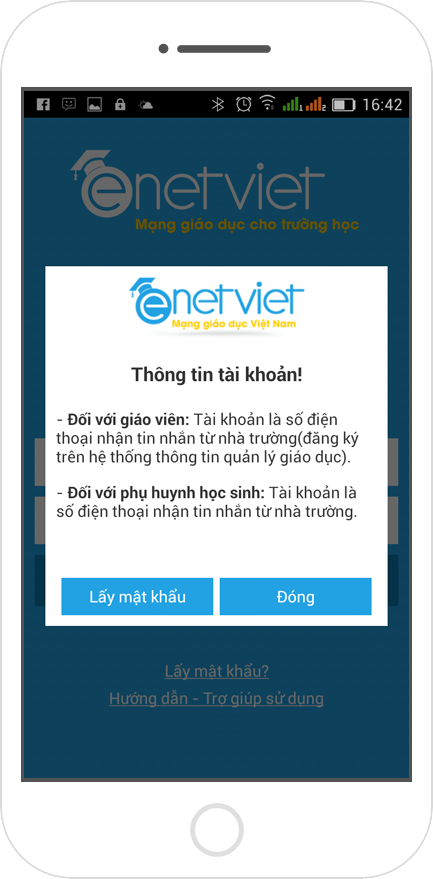 16:42
enetviet
Mạng giáo dục cho trường học
enetviet
Mạng giáo dục Việt Nam
Thông tin tài khoản!
- Đối với giáo viên: Tài khoản là số điện
thoại nhận tin nhắn từ nhà trường(đăng ký
trên hệ thống thông tin quản lý giáo dục).
- Đối với phụ huynh học sinh: Tài khoản là
số điện thoại nhận tin nhắn từ nhà trường.
Lấy mật khẩu Đóng
Lấy mật khẩu?
Hướng dẫn - Trợ giúp sử dụng